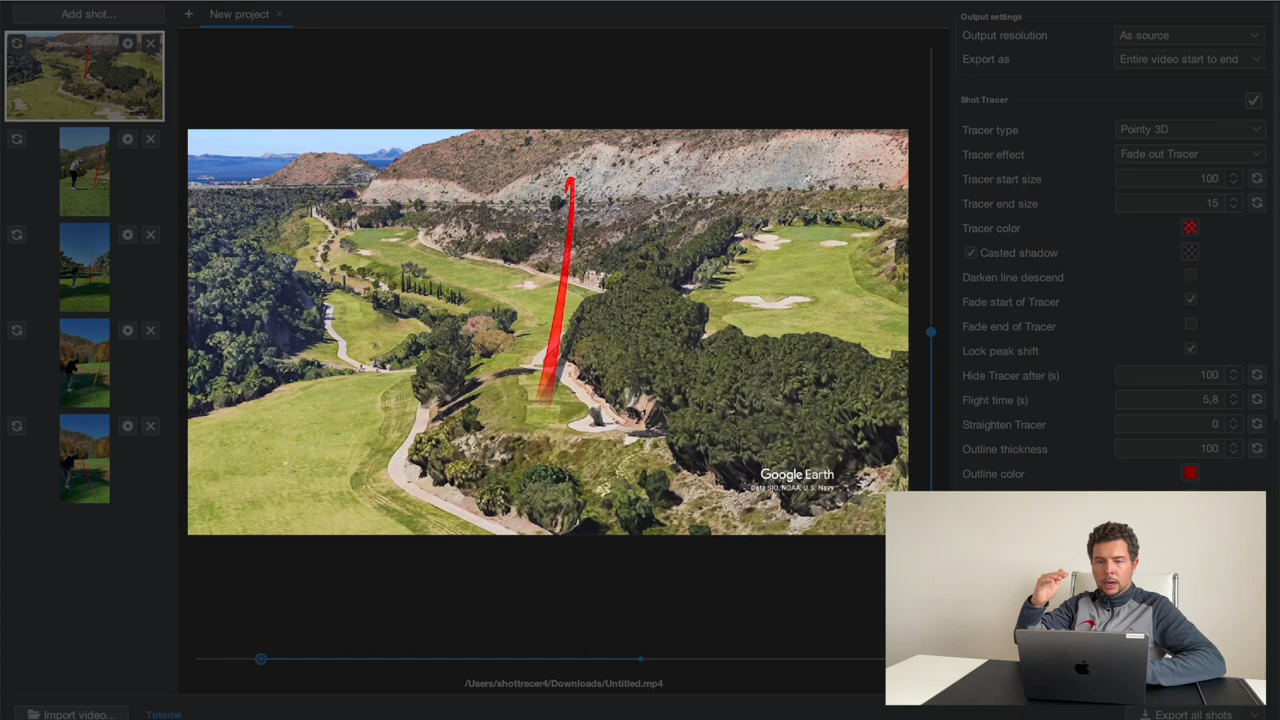 Add shot...
New project
Output settings
Output resolution As source
Export as Entire video start to end
Shot Tracer
Tracer type Pointy 3D
Tracer effect Fade out Tracer
Tracer start size 100
Tracer end size 15
Tracer color
Casted shadow
Darken line descend
Fade start of Tracer
Fade end of Tracer
Lock peak shift
Hide Tracer after (s) 100
Flight time (s) 5,8
Straighten Tracer 0
Outline thickness 100
Outline color
Google Earth
Data SIO, NOAA, U.S. Navy
/Users/shottracer4/Downloads/Untitled.mp4
Import video...
Tutorial
Export all shots